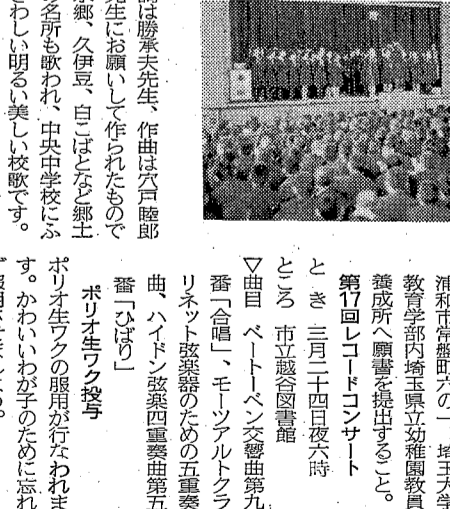 詞は勝承夫先生、作曲は穴戸睦郎
先生にお願いして作られたもので
郷、久伊豆、白こばとなど郷土
の名所も歌われ、中央中学校にふ
さわしい明るい美しい校歌です。
浦和市常盤町六の一、埼玉大学
教育学部内埼玉県立幼稚園教員
養成所へ願書を提出すること。
第17回レコードコンサート
と き 三月二十四日夜六時
ところ 市立越谷図書館
▽曲目 ベートーベン交響曲第九
番「合唱」、モーツアルトクラ
リネット弦楽器のための五重奏
曲、ハイドン弦楽四重奏曲第五
番「ひばり」
ポリオ生ワク投与
ポリオ生ワクの服用が行なわれま
す。かわいいわが子のために忘れ